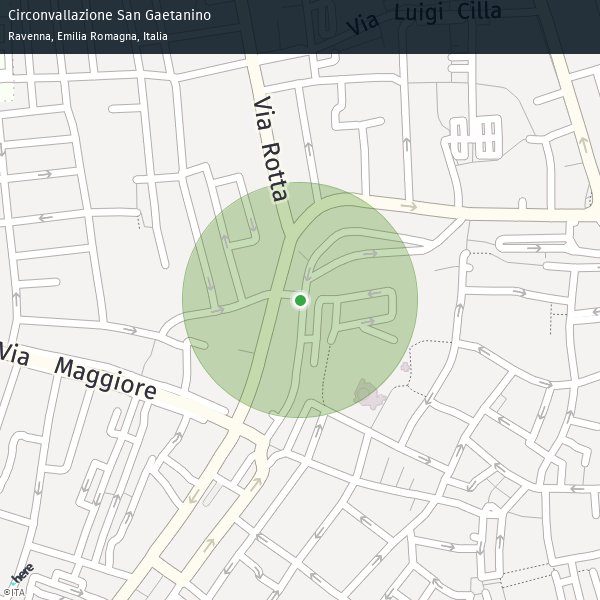 Circonvallazione San Gaetanino
Ravenna, Emilia Romagna, Italia
Via Luigi Cilla
Via Rotta
Via Maggiore
here
©ITA